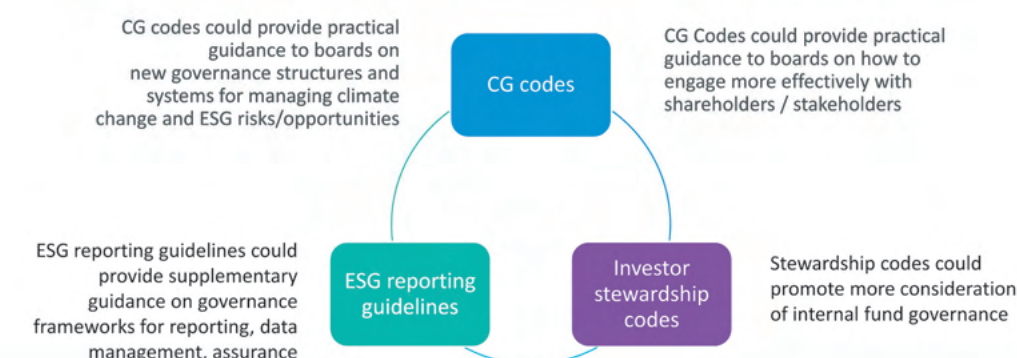 CG codes could provide practical
guidance to boards on
new governance structures and
systems for managing climate
change and ESG risks/opportunities
CG codes
CG Codes could provide practical
guidance to boards on how to
engage more effectively with
shareholders / stakeholders
ESG reporting guidelines could
provide supplementary
guidance on governance
frameworks for reporting, data
management, assurance
ESG reporting
guidelines
Investor
stewardship
codes
Stewardship codes could
promote more consideration
of internal fund governance